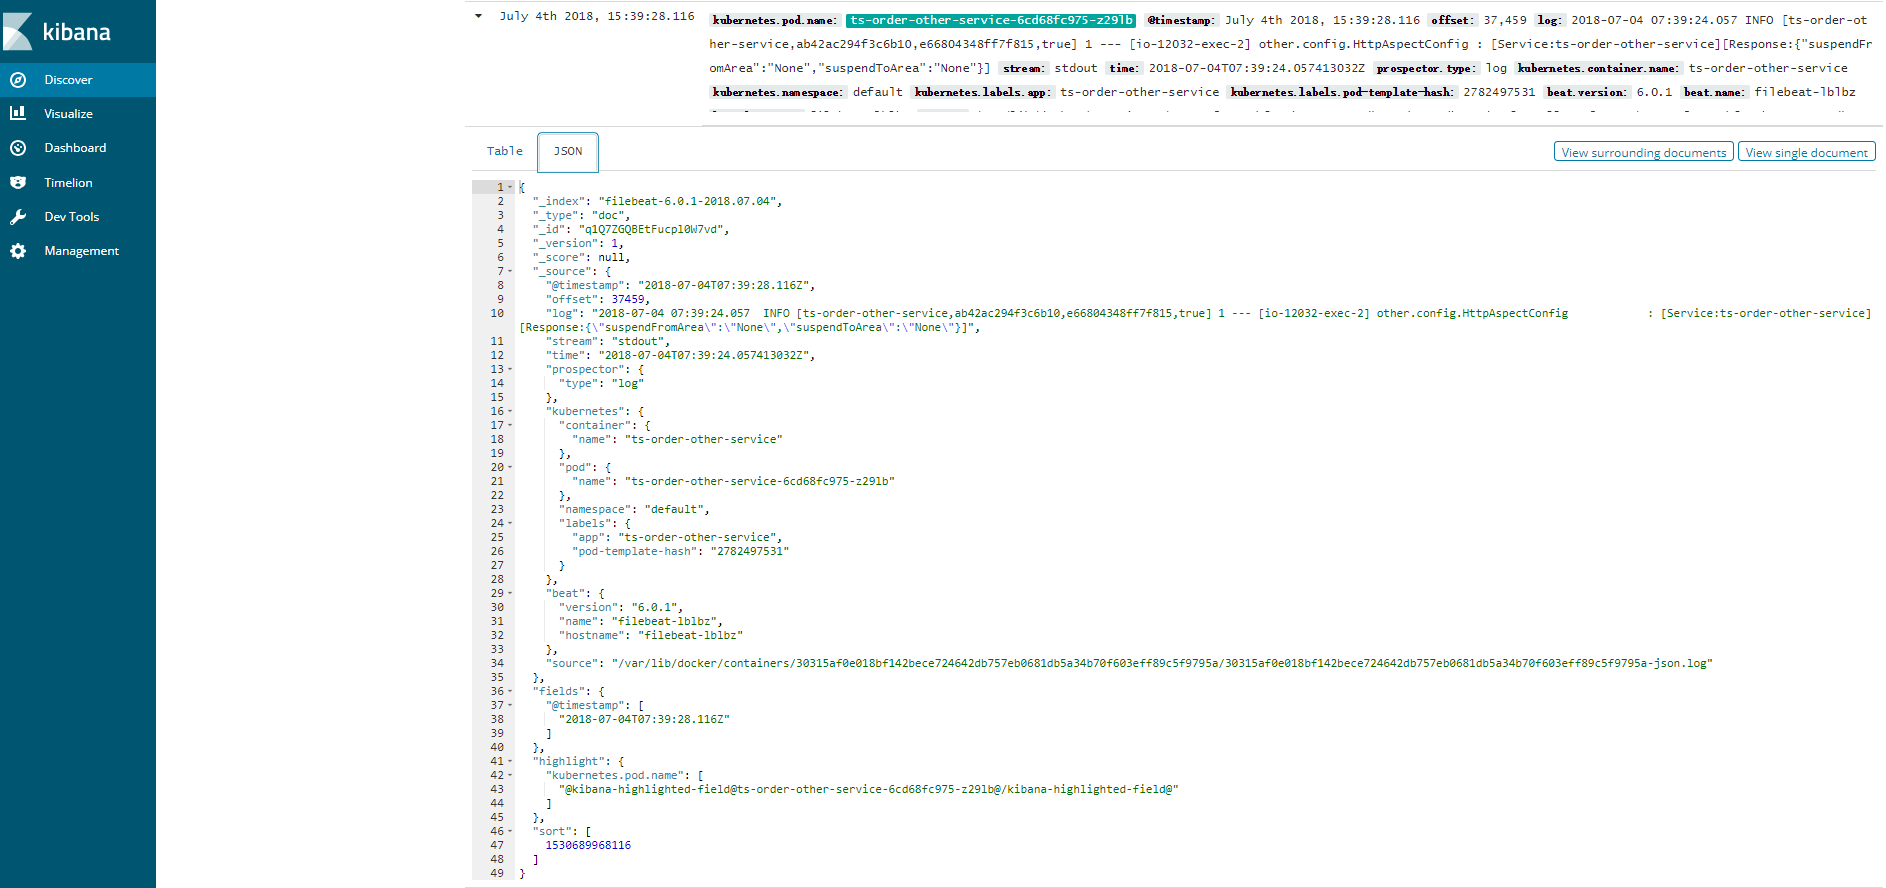 kibana
Discover
Visualize
Dashboard
Timelion
Dev Tools
Management
July 4th 2018, 15:39:28.116
kubernetes.pod.name: ts-order-other-service-6cd68fc975-z29lb @timestamp: July 4th 2018, 15:39:28.116 offset: 37,459 log: 2018-07-04 07:39:24.057 INFO [ts-order-ot
her-service,ab42ac294f3c6b10,e66804348ff7f815,true] 1 --- [io-12032-exec-2] other.config.HttpAspectConfig : [Service:ts-order-other-service][Response:{"suspendFr
omArea":"None","suspendToArea":"None"}] stream: stdout time: 2018-07-04T07:39:24.057413032Z prospector.type: log kubernetes.container.name: ts-order-other-service
kubernetes.namespace: default kubernetes.labels.app: ts-order-other-service kubernetes.labels.pod-template-hash: 2782497531 beat.version: 6.0.1 beat.name: filebeat-lblbz
Table JSON View surrounding documents View single document
1 {
2 "_index": "filebeat-6.0.1-2018.07.04",
3 "_type": "doc",
4 "_id": "q1Q7ZGQBEtFucpl0W7vd",
5 "_version": 1,
6 "_score": null,
7 "_source": {
8 "@timestamp": "2018-07-04T07:39:28.116Z",
9 "offset": 37459,
10 "log": "2018-07-04 07:39:24.057  INFO [ts-order-other-service,ab42ac294f3c6b10,e66804348ff7f815,true] 1 --- [io-12032-exec-2] other.config.HttpAspectConfig : [Service:ts-order-other-service]
[Response:{\"suspendFromArea\":\"None\",\"suspendToArea\":\"None\"}]",
11 "stream": "stdout",
12 "time": "2018-07-04T07:39:24.057413032Z",
13 "prospector": {
14 "type": "log"
15 },
16 "kubernetes": {
17 "container": {
18 "name": "ts-order-other-service"
19 },
20 "pod": {
21 "name": "ts-order-other-service-6cd68fc975-z29lb"
22 },
23 "namespace": "default",
24 "labels": {
25 "app": "ts-order-other-service",
26 "pod-template-hash": "2782497531"
27 }
28 },
29 "beat": {
30 "version": "6.0.1",
31 "name": "filebeat-lblbz",
32 "hostname": "filebeat-lblbz"
33 },
34 "source": "/var/lib/docker/containers/30315af0e018bf142bece724642db757eb0681db5a34b70f603eff89c5f9795a/30315af0e018bf142bece724642db757eb0681db5a34b70f603eff89c5f9795a-json.log"
35 },
36 "fields": {
37 "@timestamp": [
38 "2018-07-04T07:39:28.116Z"
39 ]
40 },
41 "highlight": {
42 "kubernetes.pod.name": [
43 "@kibana-highlighted-field@ts-order-other-service-6cd68fc975-z29lb@/kibana-highlighted-field@"
44 ]
45 },
46 "sort": [
47 1530689968116
48 ]
49 }